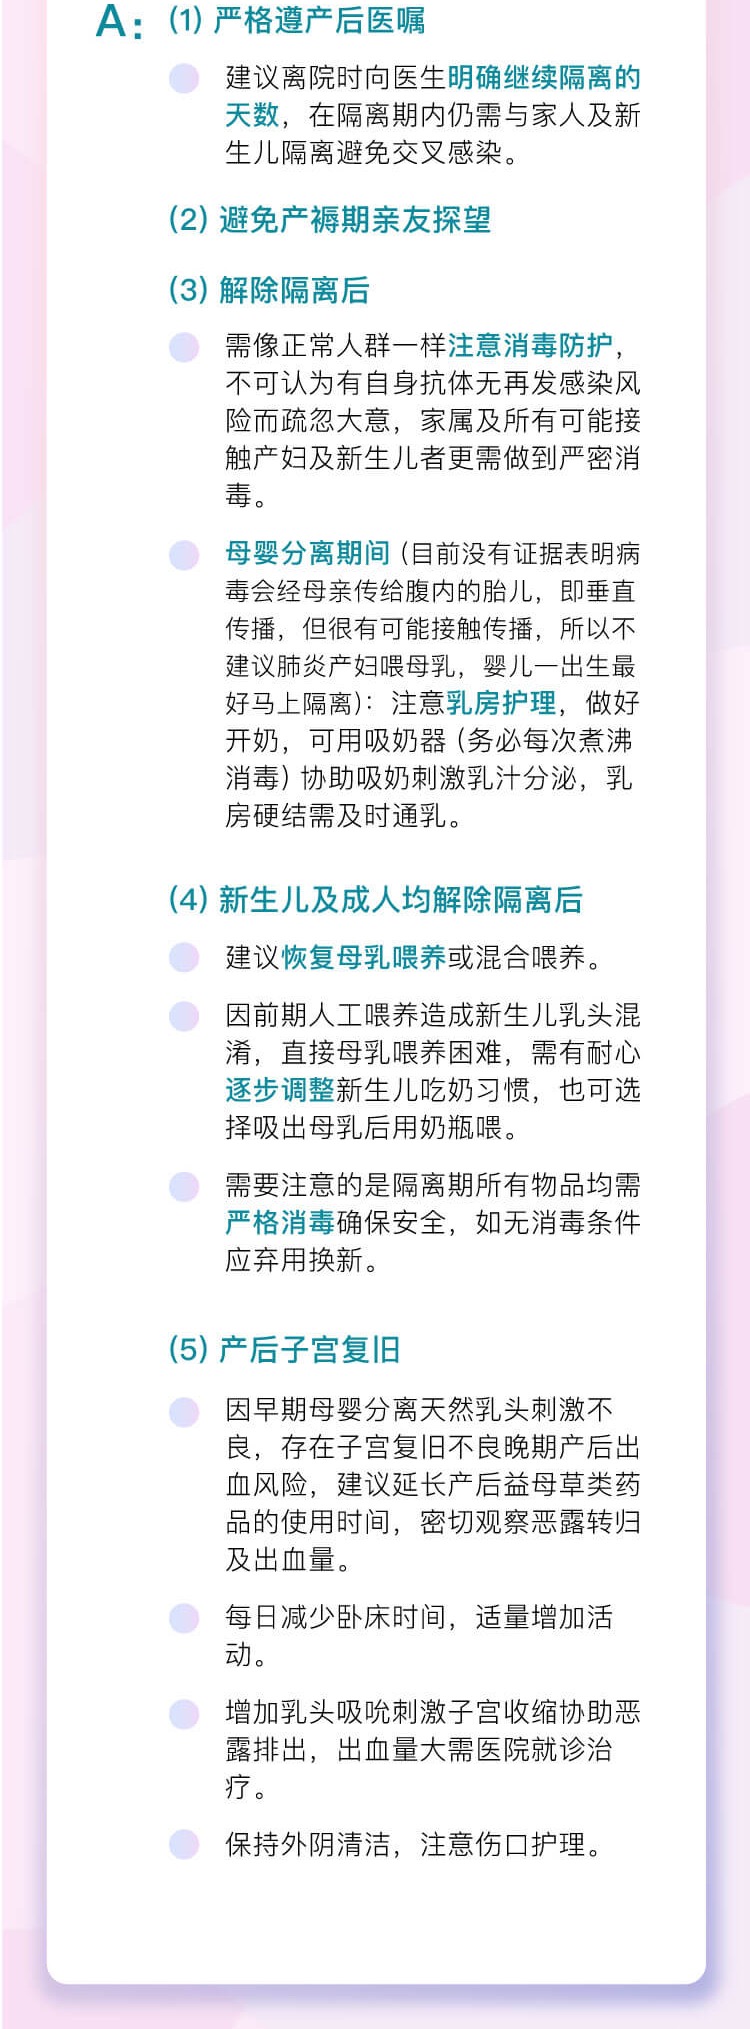 A: (1) 严格遵产后医嘱
建议离院时向医生明确继续隔离的
天数，在隔离期内仍需与家人及新
生儿隔离避免交叉感染。
(2) 避免产褥期亲友探望
(3) 解除隔离后
需像正常人群一样注意消毒防护，
不可认为有自身抗体无再发感染风
险而疏忽大意，家属及所有可能接
触产妇及新生儿者更需做到严密消
毒。
母婴分离期间（目前没有证据表明病
毒会经母亲传给腹内的胎儿，即垂直
传播，但很有可能接触传播，所以不
建议肺炎产妇喂母乳，婴儿一出生最
好马上隔离）：注意乳房护理，做好
开奶，可用吸奶器（务必每次煮沸
消毒）协助吸奶刺激乳汁分泌，乳
房硬结需及时通乳。
(4) 新生儿及成人均解除隔离后
建议恢复母乳喂养或混合喂养。
因前期人工喂养造成新生儿乳头混
淆，直接母乳喂养困难，需有耐心
逐步调整新生儿吃奶习惯，也可选
择吸出母乳后用奶瓶喂。
需要注意的是隔离期所有物品均需
严格消毒确保安全，如无消毒条件
应弃用换新。
(5) 产后子宫复旧
因早期母婴分离天然乳头刺激不
良，存在子宫复旧不良晚期产后出
血风险，建议延长产后益母草类药
品的使用时间，密切观察恶露转归
及出血量。
每日减少卧床时间，适量增加活
动。
增加乳头吸吮刺激子宫收缩协助恶
露排出，出血量大需医院就诊治
疗。
保持外阴清洁，注意伤口护理。